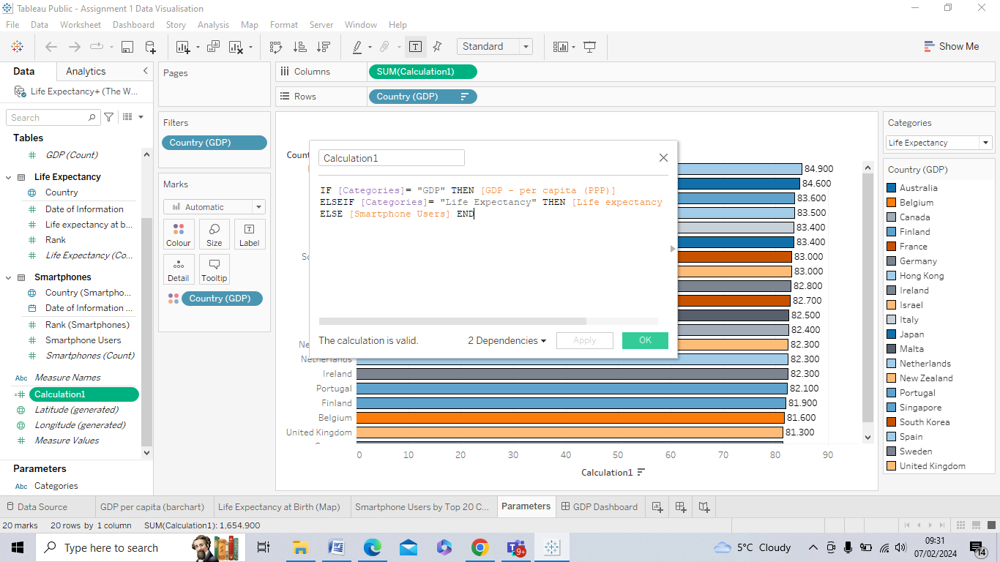 Tableau Public - Assignment 1 Data Visualisation
File Data Worksheet Dashboard Story Analysis Map Format Server Window Help
Standard
Show Me
Data Analytics
Life Expectancy+ (The W...
Search
Tables
GDP (Count)
Life Expectancy
Country
Date of Information
Life expectancy at b...
Rank
Life Expectancy (Co...
Smartphones
Country (Smartpho...
Date of Information ...
Rank (Smartphones)
Smartphone Users
Smartphones (Count)
Abc Measure Names
Calculation1
Latitude (generated)
Longitude (generated)
Measure Values
Parameters
Abc Categories
Pages
Filters
Country (GDP)
Marks
Automatic
Colour Size Label
Detail Tooltip
Country (GDP)
Columns SUM(Calculation1)
Rows Country (GDP)
Calculation1
IF [Categories]= "GDP" THEN [GDP - per capita (PPP)]
ELSEIF [Categories]= "Life Expectancy" THEN [Life expectancy
ELSE [Smartphone Users] END
The calculation is valid.
2 Dependencies
Apply
OK
84.900
84.600
83.600
83.500
83.400
83.400
83.000
83.000
82.800
82.700
82.500
82.400
82.300
Netherlands 82.300
Ireland 82.300
Portugal 82.100
Finland 81.900
Belgium 81.600
United Kingdom 81.300
0 10 20 30 40 50 60 70 80 90
Calculation1
Categories
Life Expectancy
Country (GDP)
Australia
Belgium
Canada
Finland
France
Germany
Hong Kong
Ireland
Israel
Italy
Japan
Malta
Netherlands
New Zealand
Portugal
Singapore
South Korea
Spain
Sweden
United Kingdom
Data Source GDP per capita (barchart) Life Expectancy at Birth (Map) Smartphone Users by Top 20 C... Parameters GDP Dashboard
20 marks 20 rows by 1 column SUM(Calculation1): 1,654.900
Type here to search
9+
5°C Cloudy
09:31
07/02/2024
14